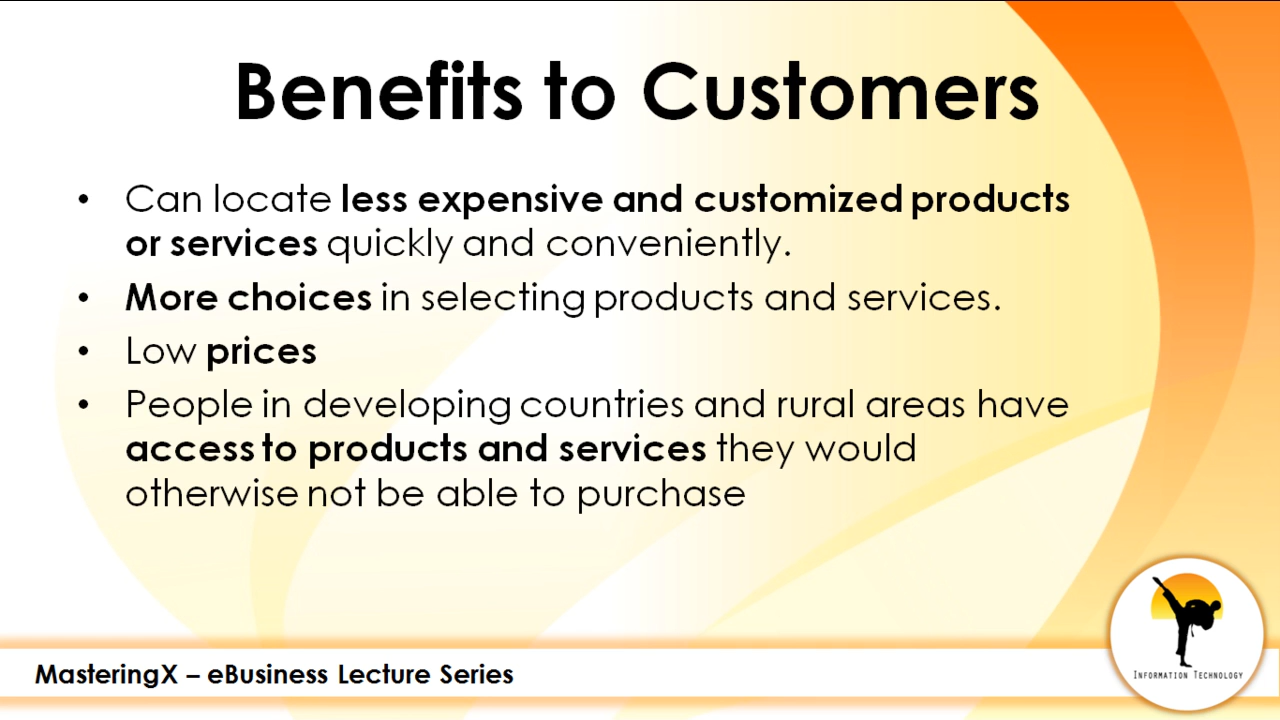 Benefits to Customers
• Can locate less expensive and customized products
or services quickly and conveniently.
• More choices in selecting products and services.
• Low prices
• People in developing countries and rural areas have
access to products and services they would
otherwise not be able to purchase
MasteringX – eBusiness Lecture Series
Information Technology